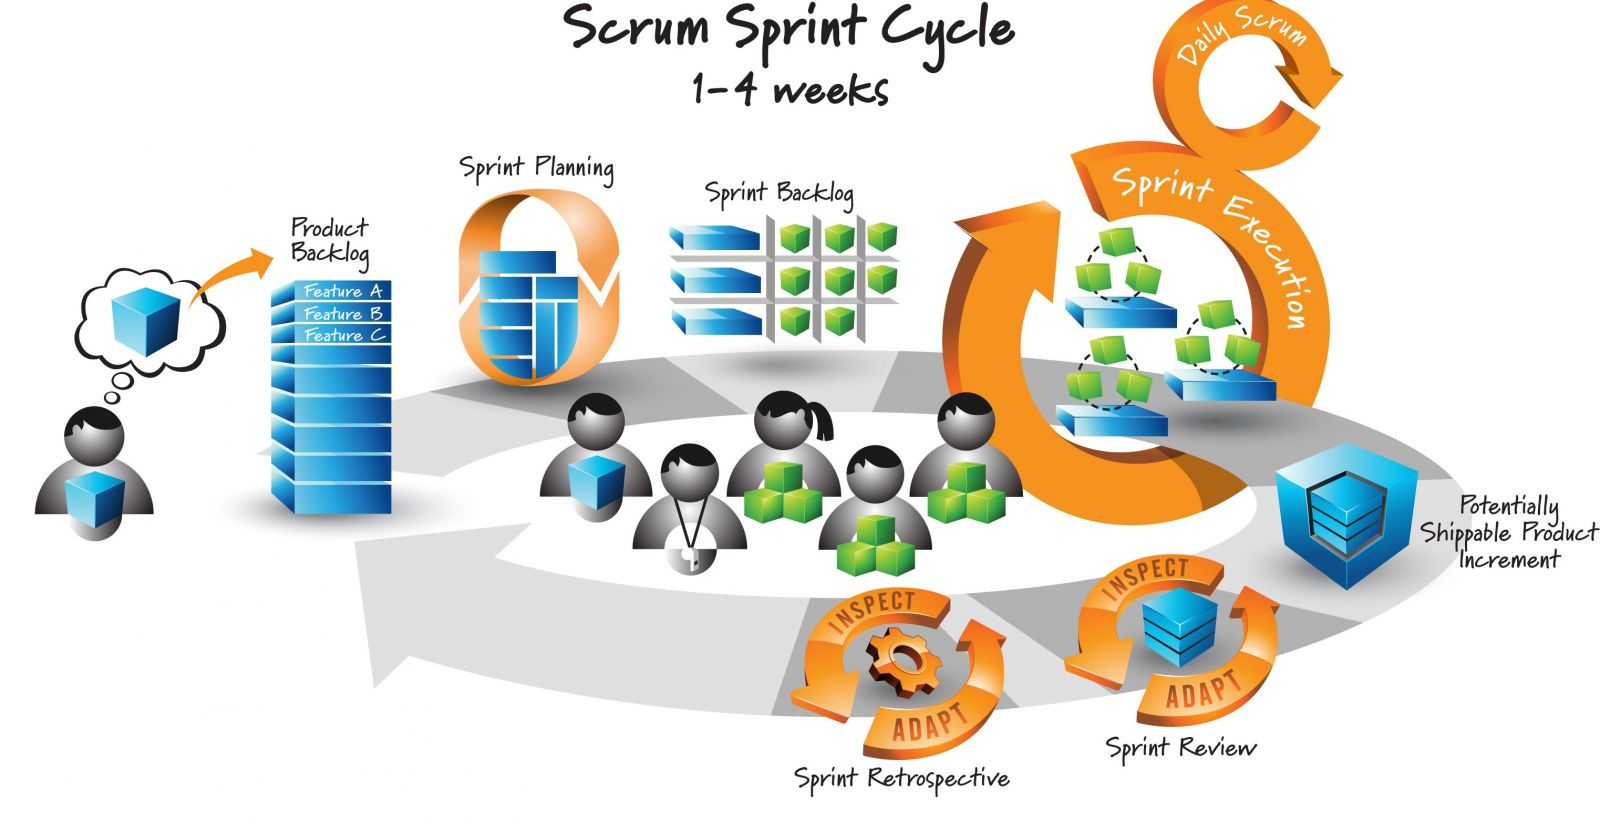 Scrum Sprint Cycle
1-4 weeks
Daily Scrum
Sprint Planning
Sprint Backlog
Sprint Execution
Product
Backlog
Feature A
Feature B
Feature C
Potentially
Shippable Product
Increment
INSPECT
ADAPT
Sprint Review
INSPECT
ADAPT
Sprint Retrospective